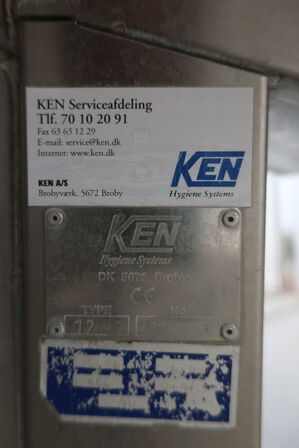 KEN Serviceafdeling
Tlf. 70 10 20 91
Fax 63 63 12 29
E-mail: service@ken.dk
Internet: www.ken.dk
KEN A/S
Brobyværk, 5672 Broby
KEN
Hygiene Systems
KEN
Hygiene Systems
DK 5672 Broby
CE
TYPE No.